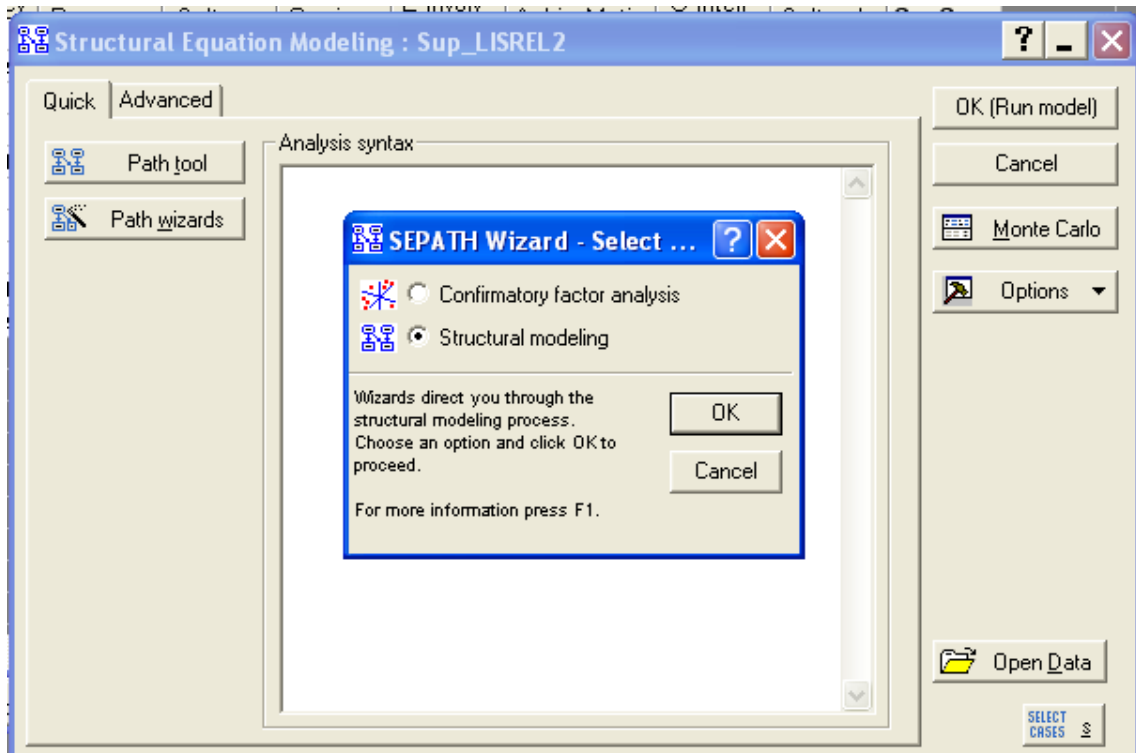 Structural Equation Modeling : Sup_LISREL2
Quick
Advanced
Path tool
Path wizards
Analysis syntax
SEPATH Wizard - Select ...
Confirmatory factor analysis
Structural modeling
Wizards direct you through the
structural modeling process.
Choose an option and click OK to
proceed.
For more information press F1.
OK
Cancel
OK (Run model)
Cancel
Monte Carlo
Options
Open Data
SELECT
CASES S